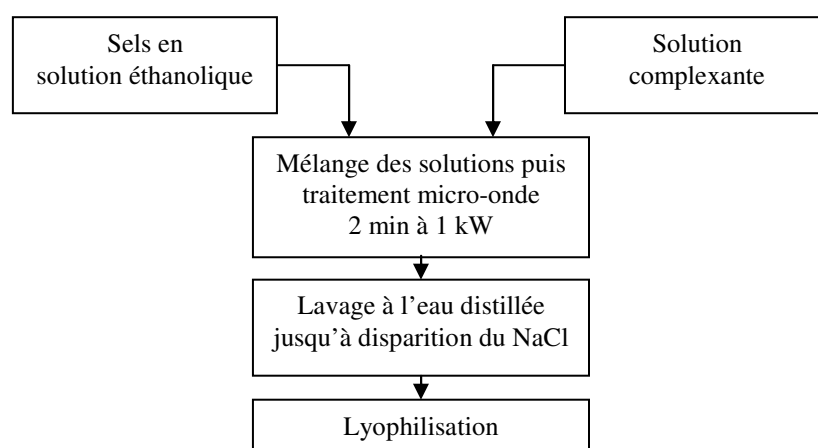 Sels en
solution éthanolique
Solution
complexante
Mélange des solutions puis
traitement micro-onde
2 min à 1 kW
Lavage à l’eau distillée
jusqu’à disparition du NaCl
Lyophilisation